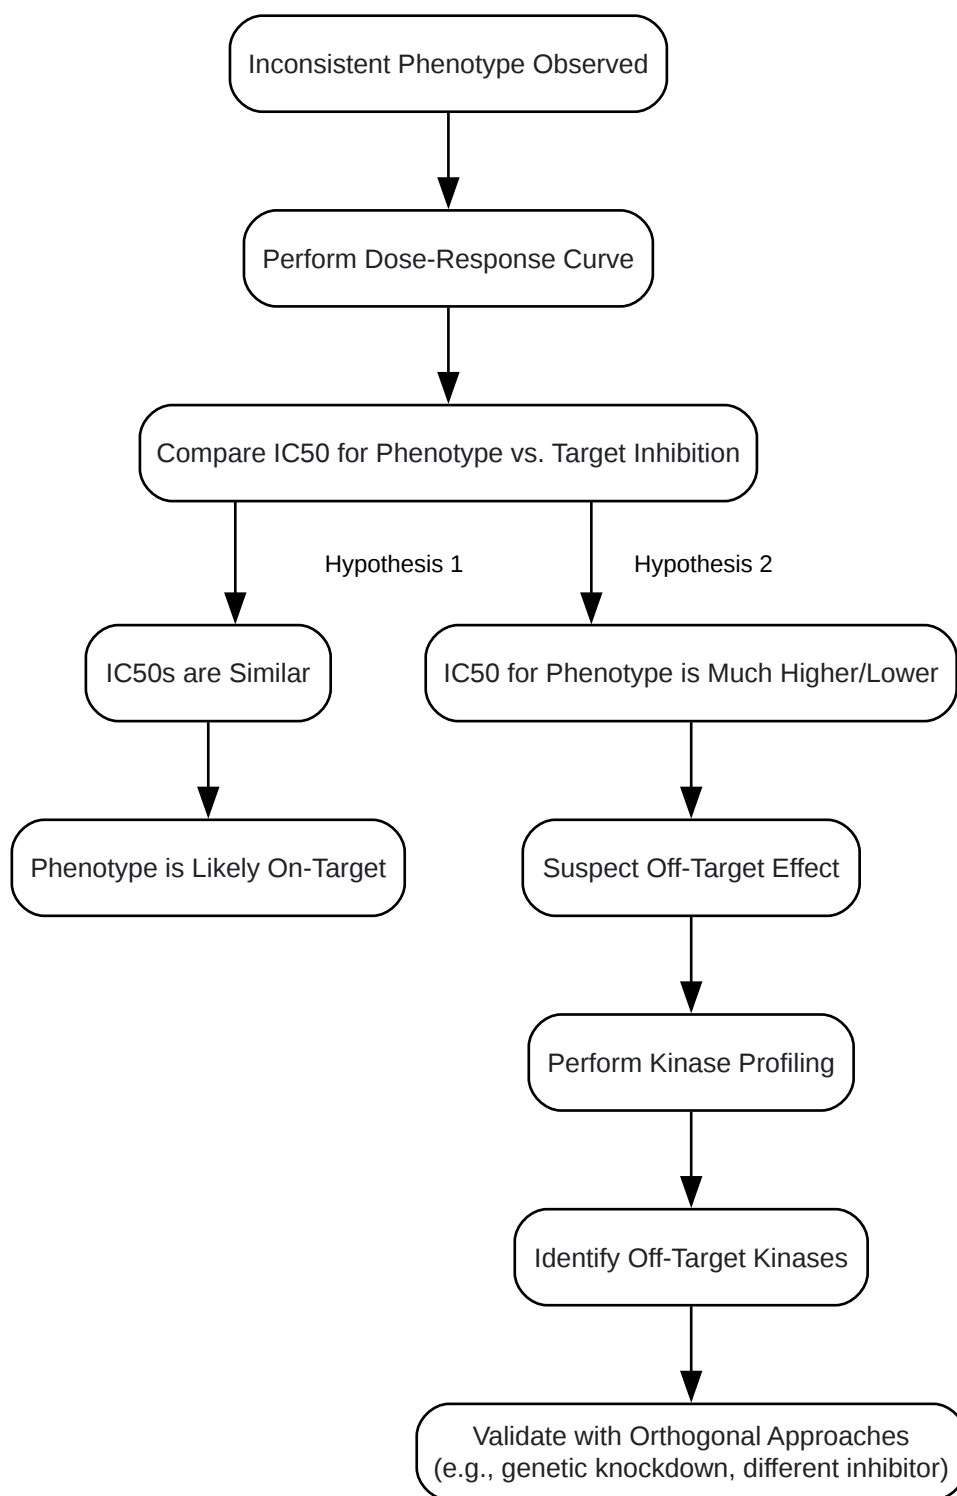 Inconsistent Phenotype Observed
Perform Dose-Response Curve
Compare IC50 for Phenotype vs. Target Inhibition
Hypothesis 1
Hypothesis 2
IC50s are Similar
IC50 for Phenotype is Much Higher/Lower
Phenotype is Likely On-Target
Suspect Off-Target Effect
Perform Kinase Profiling
Identify Off-Target Kinases
Validate with Orthogonal Approaches
(e.g., genetic knockdown, different inhibitor)